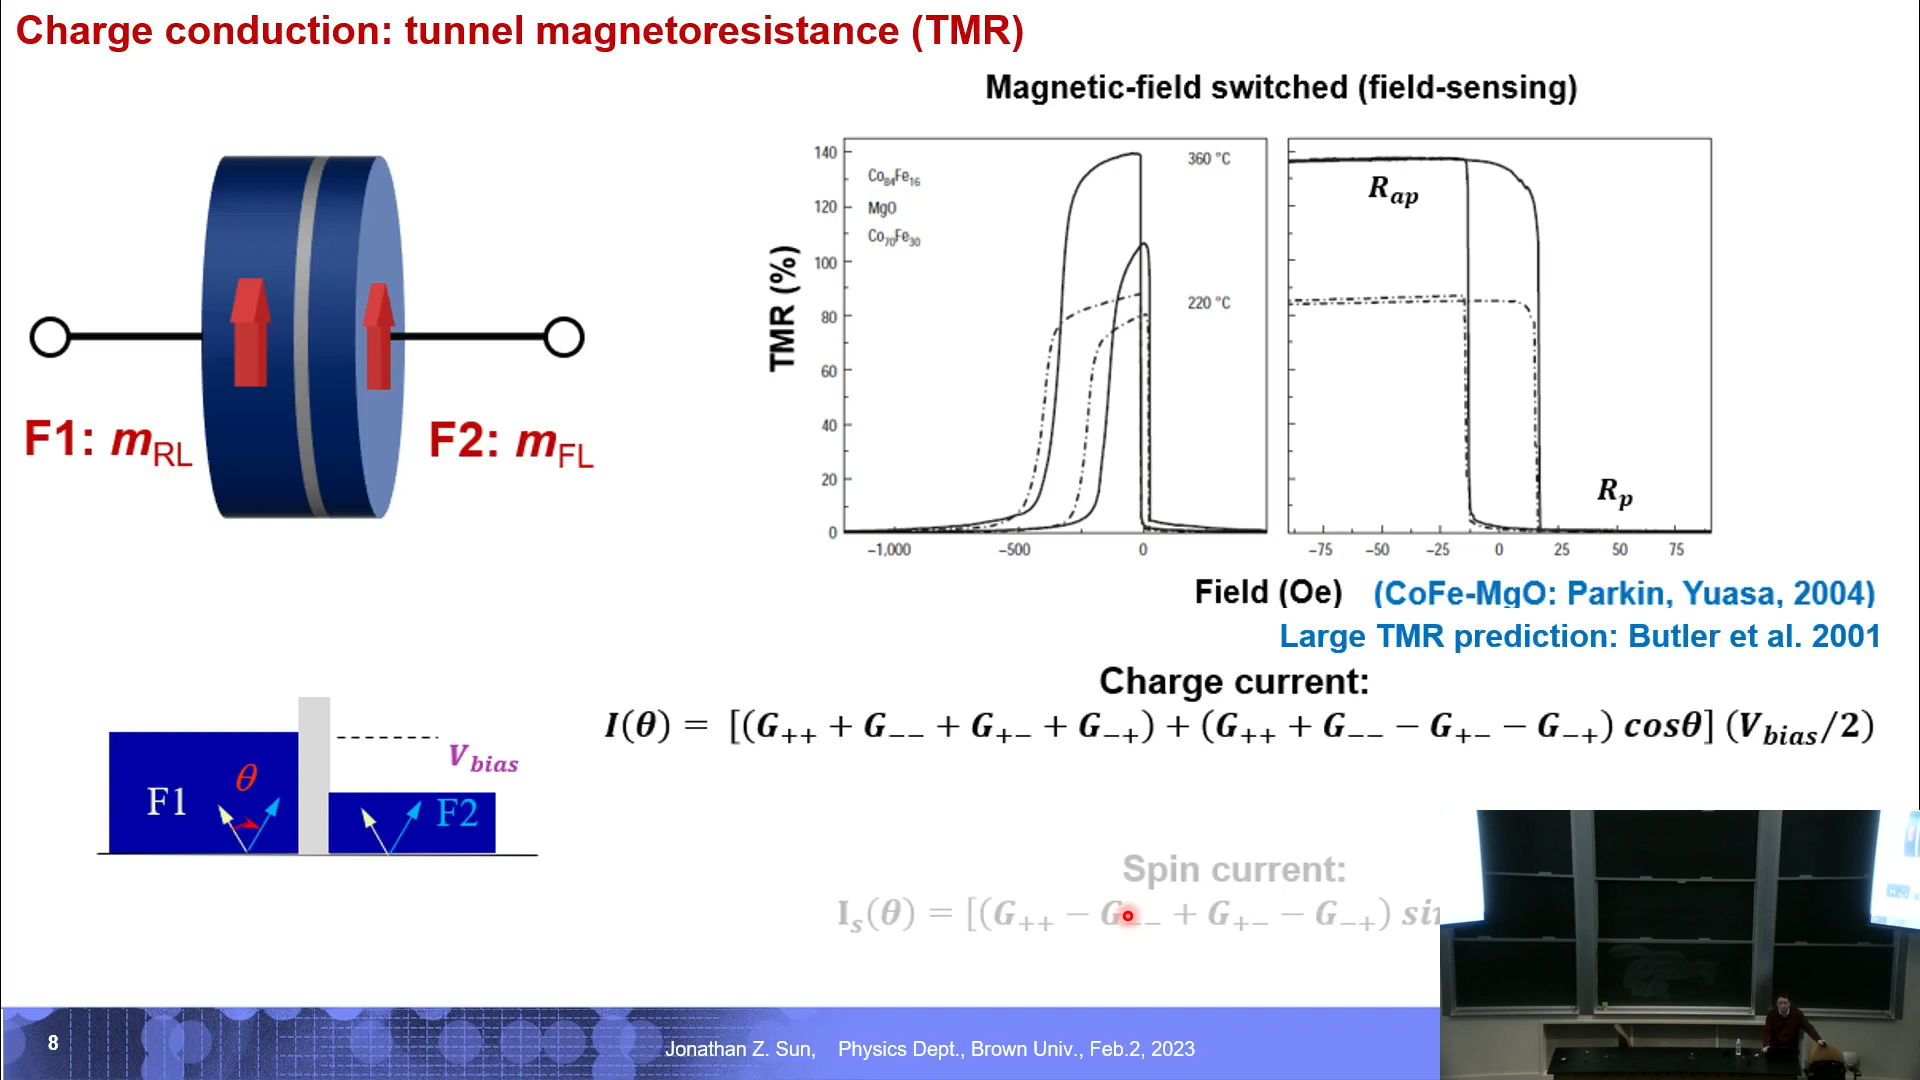 Charge conduction: tunnel magnetoresistance (TMR)
Magnetic-field switched (field-sensing)
TMR (%)
140
120
100
80
60
40
20
0
Co84Fe16
MgO
Co70Fe30
360 °C
220 °C
−1,000 −500 0
Rap
Rp
−75 −50 −25 0 25 50 75
Field (Oe) (CoFe-MgO: Parkin, Yuasa, 2004)
Large TMR prediction: Butler et al. 2001
F1: mRL
F2: mFL
Charge current:
I(θ) = [(G++ + G−− + G+− + G−+) + (G++ + G−− − G+− − G−+) cosθ] (Vbias/2)
Vbias
F1
θ
F2
Spin current:
Is(θ) = [(G++ − G−− + G+− − G−+)
8
Jonathan Z. Sun, Physics Dept., Brown Univ., Feb.2, 2023